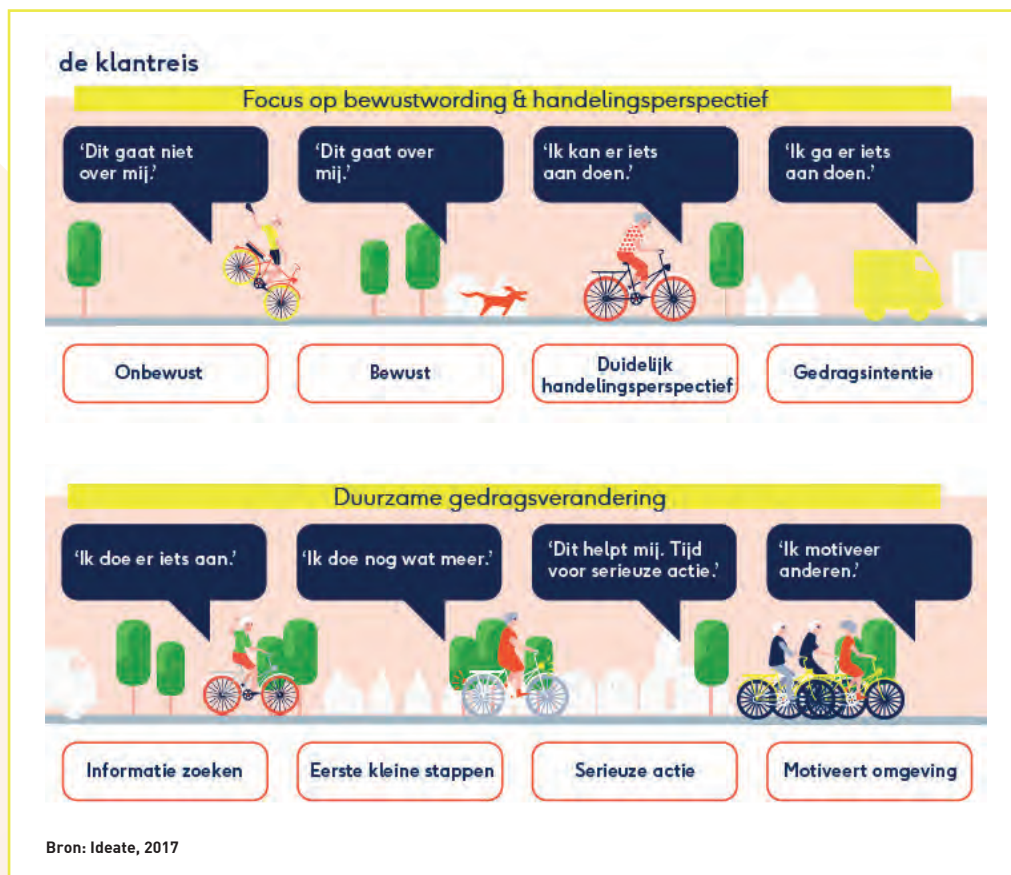 de klantreis
Focus op bewustwording & handelingsperspectief
‘Dit gaat niet
over mij.’
‘Dit gaat over
mij.’
‘Ik kan er iets
aan doen.’
‘Ik ga er iets
aan doen.’
Onbewust
Bewust
Duidelijk
handelingsperspectief
Gedragsintentie
Duurzame gedragsverandering
‘Ik doe er iets aan.’
‘Ik doe nog wat meer.’
‘Dit helpt mij. Tijd
voor serieuze actie.’
‘Ik motiveer
anderen.’
Informatie zoeken
Eerste kleine stappen
Serieuze actie
Motiveert omgeving
Bron: Ideate, 2017